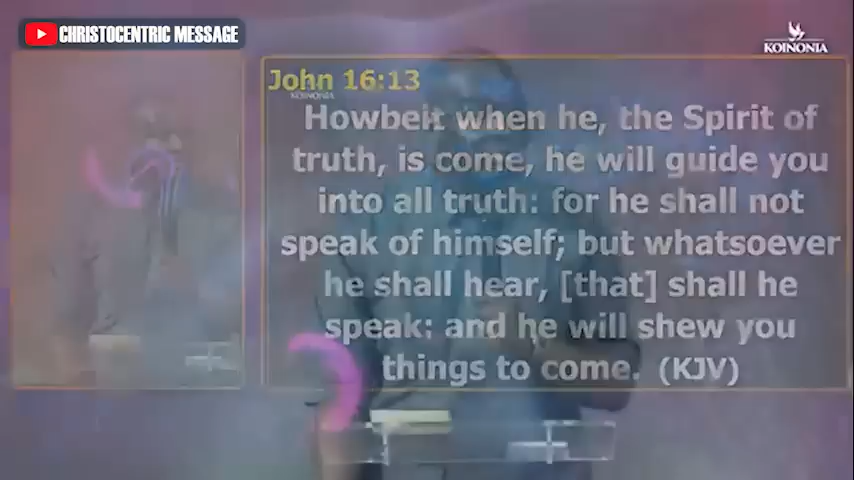 CHRISTOCENTRIC MESSAGE
KOINONIA
John 16:13
KOINONIA
Howbeit when he, the Spirit of
truth, is come, he will guide you
into all truth: for he shall not
speak of himself; but whatsoever
he shall hear, [that] shall he
speak: and he will shew you
things to come. (KJV)